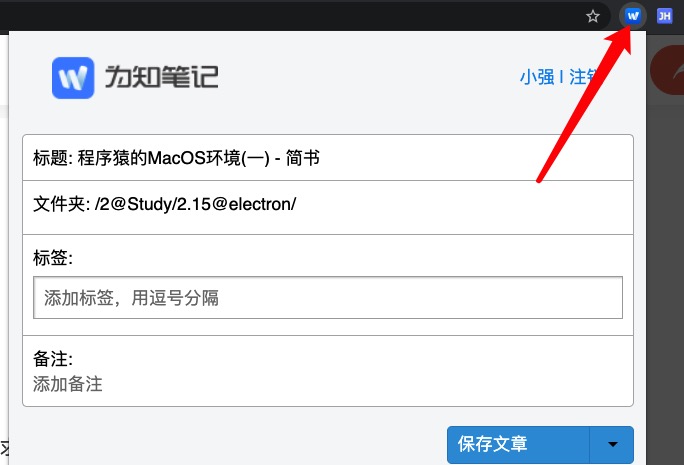 JH
为知笔记
小强 | 注
标题: 程序猿的MacOS环境(一) - 简书
文件夹: /2@Study/2.15@electron/
标签:
添加标签，用逗号分隔
备注:
添加备注
保存文章